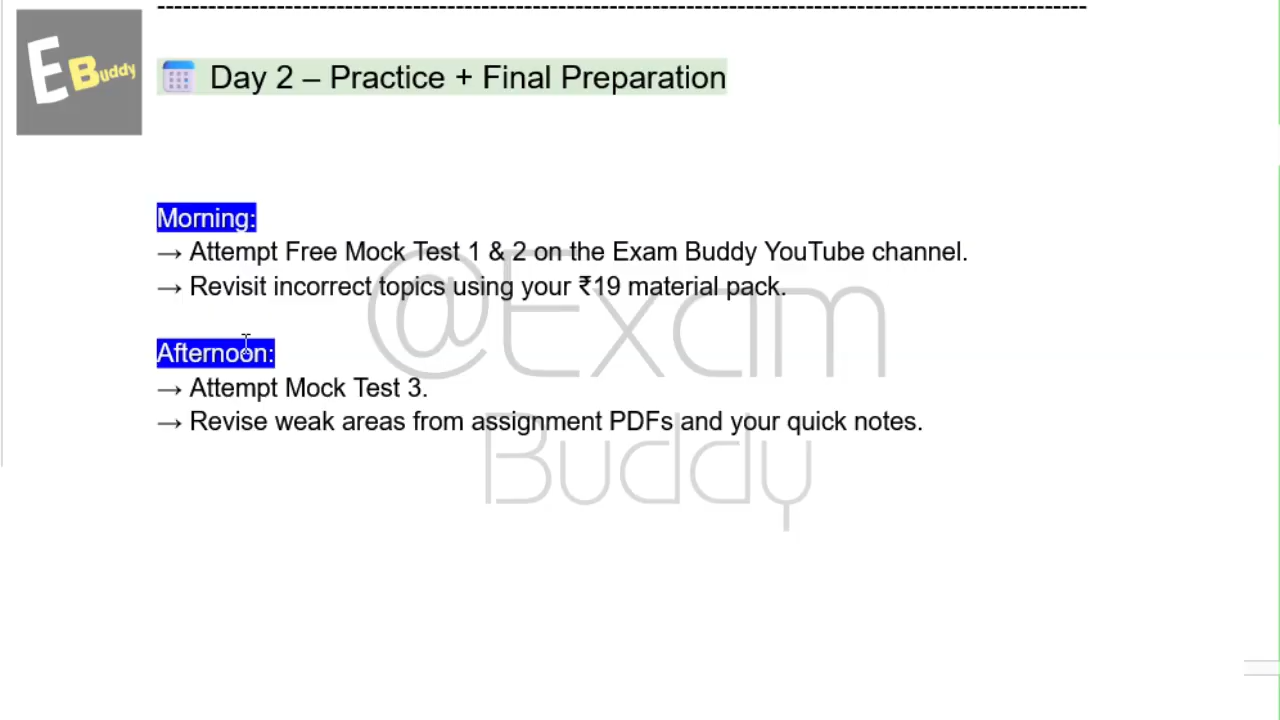 E Buddy
Day 2 – Practice + Final Preparation
Morning:
→ Attempt Free Mock Test 1 & 2 on the Exam Buddy YouTube channel.
→ Revisit incorrect topics using your ₹19 material pack.
Afternoon:
→ Attempt Mock Test 3.
→ Revise weak areas from assignment PDFs and your quick notes.
@Exam
Buddy